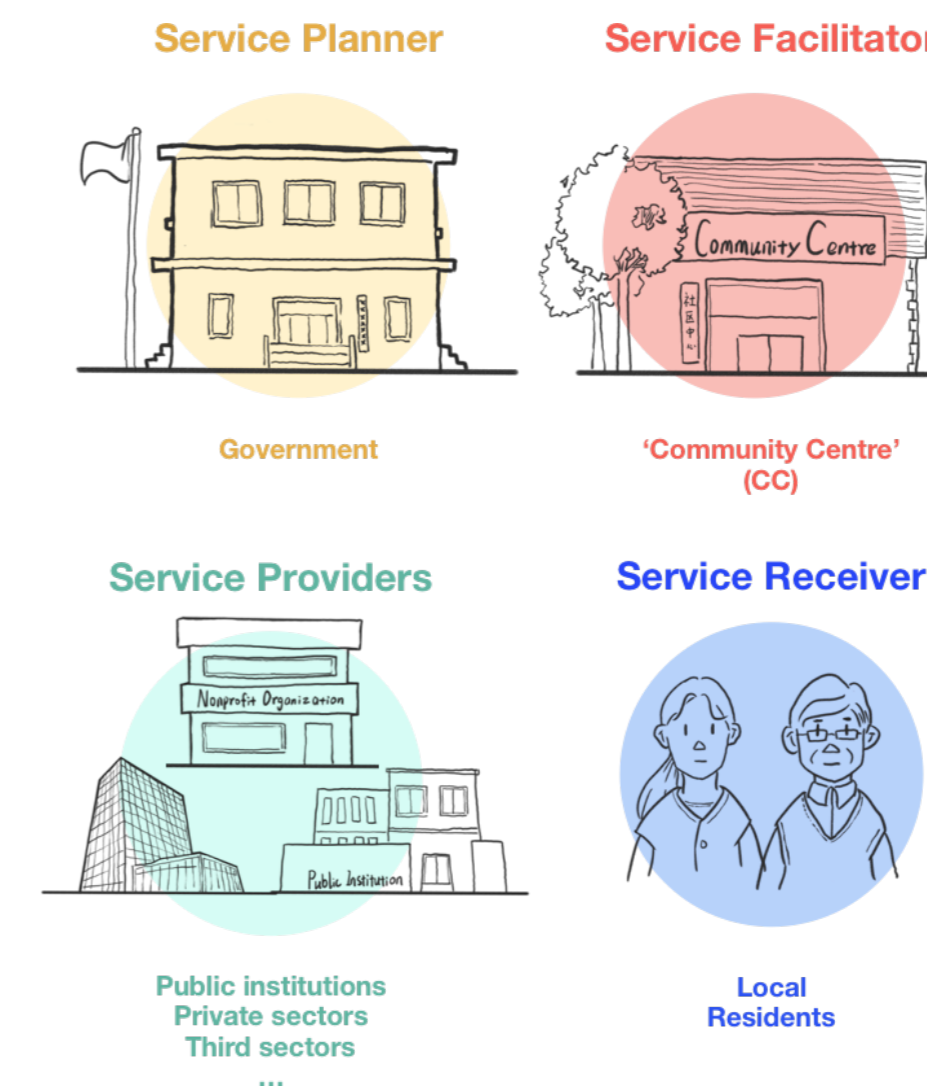 Service Planner
Service Facilitator
Community Centre
社区中心
Government
‘Community Centre’
(CC)
Service Providers
Service Receiver
Nonprofit Organization
Public Institution
Public institutions
Private sectors
Third sectors
...
Local
Residents